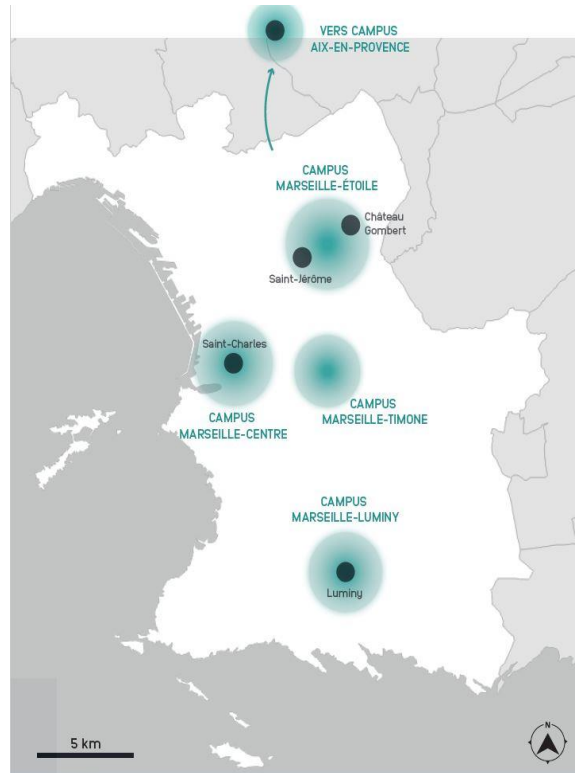 VERS CAMPUS
AIX-EN-PROVENCE
CAMPUS
MARSEILLE-ÉTOILE
Château
Gombert
Saint-Jérôme
Saint-Charles
CAMPUS
MARSEILLE-CENTRE
CAMPUS
MARSEILLE-TIMONE
CAMPUS
MARSEILLE-LUMINY
Luminy
5 km
N